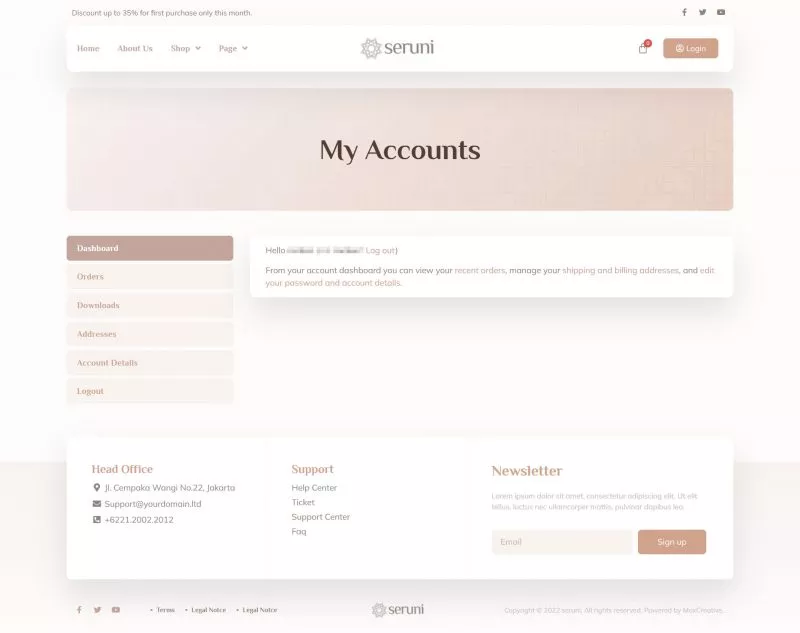 Discount up to 35% for first purchase only this month.
Home About Us Shop Page
seruni
0
Login
My Accounts
Dashboard
Orders
Downloads
Addresses
Account Details
Logout
Hello Log out)
From your account dashboard you can view your recent orders, manage your shipping and billing addresses, and edit
your password and account details.
Head Office
Jl. Cempaka Wangi No.22, Jakarta
Support@yourdomain.ltd
+6221.2002.2012
Support
Help Center
Ticket
Support Center
Faq
Newsletter
Lorem ipsum dolor sit amet, consectetur adipiscing elit. Ut elit
tellus, luctus nec ullamcorper mattis, pulvinar dapibus leo.
Email
Sign up
• Terms • Legal Notce • Legal Notce
seruni
Copyright © 2022 seruni. All rights reserved. Powered by MaxCreative.